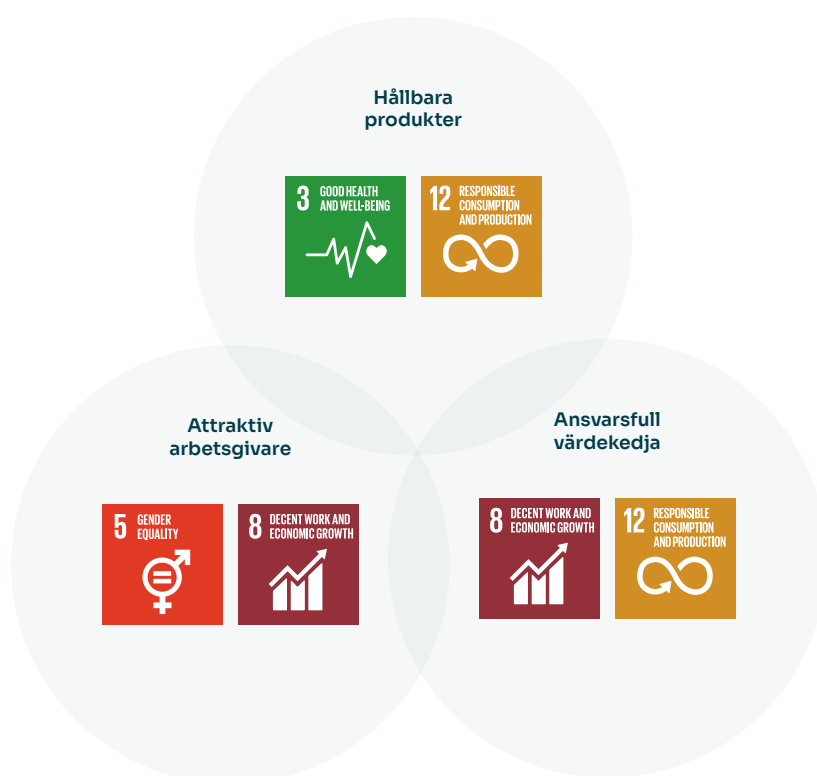 Hållbara
produkter
3 GOOD HEALTH
AND WELL-BEING
12 RESPONSIBLE
CONSUMPTION
AND PRODUCTION
Attraktiv
arbetsgivare
5 GENDER
EQUALITY
8 DECENT WORK AND
ECONOMIC GROWTH
Ansvarsfull
värdekedja
8 DECENT WORK AND
ECONOMIC GROWTH
12 RESPONSIBLE
CONSUMPTION
AND PRODUCTION